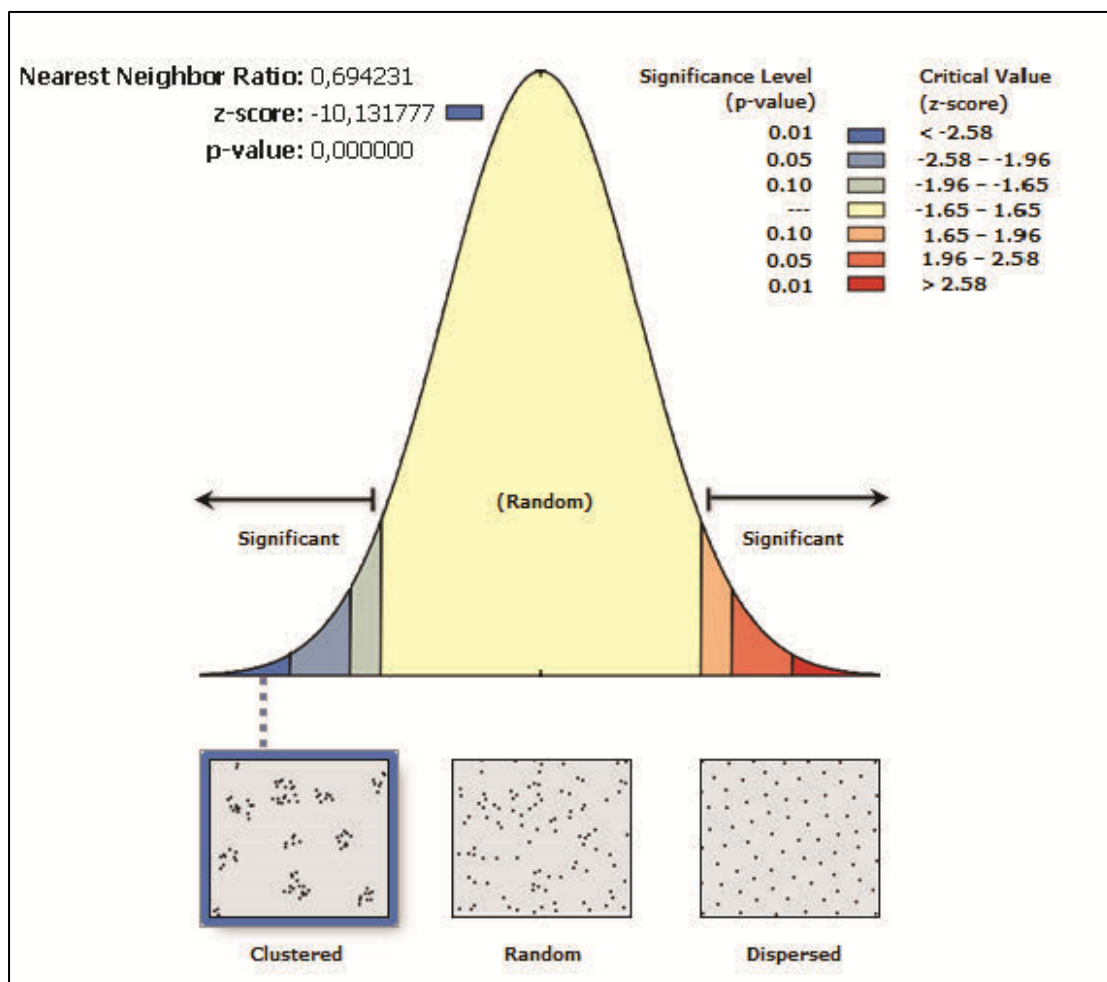 Nearest Neighbor Ratio: 0,694231
z-score: -10,131777
p-value: 0,000000
Significance Level
(p-value)
Critical Value
(z-score)
0.01 < -2.58
0.05 -2.58 – -1.96
0.10 -1.96 – -1.65
--- -1.65 – 1.65
0.10 1.65 – 1.96
0.05 1.96 – 2.58
0.01 > 2.58
(Random)
Significant
Significant
Clustered
Random
Dispersed